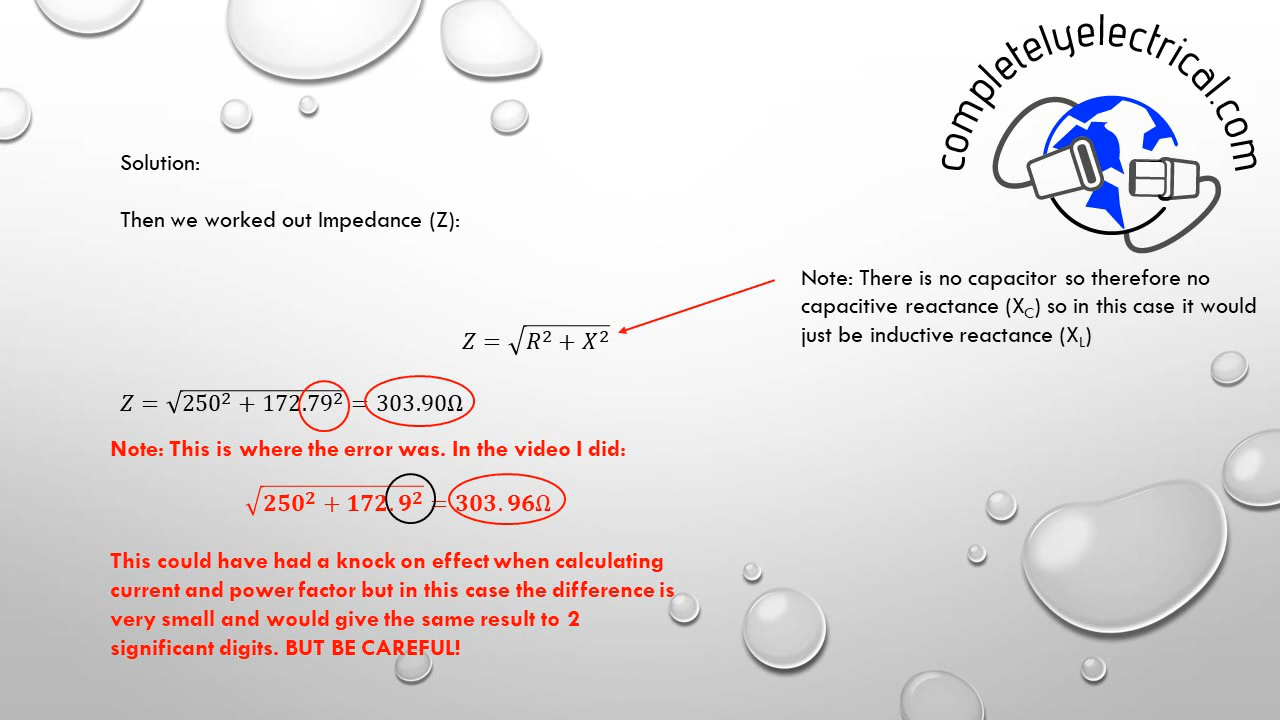 completelyelectrical.com
Solution:
Then we worked out Impedance (Z):
Note: There is no capacitor so therefore no
capacitive reactance (X_C) so in this case it would
just be inductive reactance (X_L)
Z = √(R² + X²)
Z = √(250² + 172.79²) = 303.90Ω
Note: This is where the error was. In the video I did:
√(250² + 172.9²) = 303.96Ω
This could have had a knock on effect when calculating
current and power factor but in this case the difference is
very small and would give the same result to 2
significant digits. BUT BE CAREFUL!